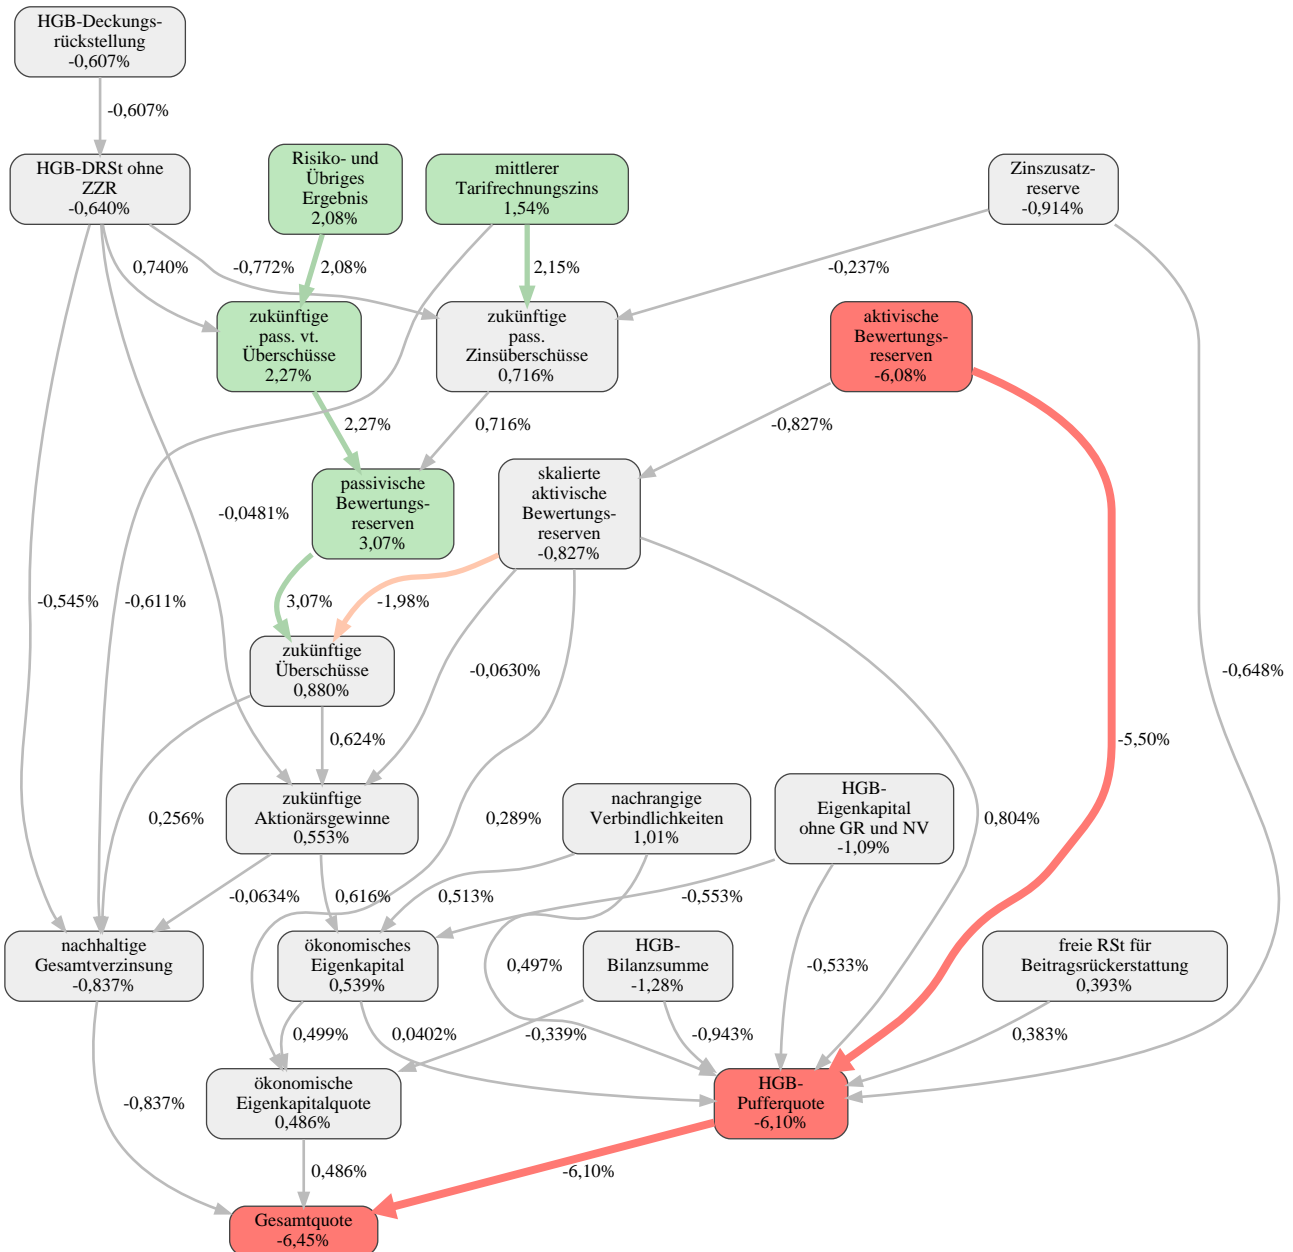 HGB-Deckungs-
rückstellung
-0,607%
-0,607%
HGB-DRSt ohne
ZZR
-0,640%
Risiko- und
Übriges
Ergebnis
2,08%
mittlerer
Tarifrechnungszins
1,54%
Zinszusatz-
reserve
-0,914%
0,740%
-0,772%
2,08%
2,15%
-0,237%
zukünftige
pass. vt.
Überschüsse
2,27%
zukünftige
pass.
Zinsüberschüsse
0,716%
aktivische
Bewertungs-
reserven
-6,08%
2,27%
0,716%
-0,827%
passivische
Bewertungs-
reserven
3,07%
skalierte
aktivische
Bewertungs-
reserven
-0,827%
-0,0481%
-0,545%
-0,611%
3,07%
-1,98%
zukünftige
Überschüsse
0,880%
-0,0630%
-0,648%
0,624%
-5,50%
zukünftige
Aktionärsgewinne
0,553%
nachrangige
Verbindlichkeiten
1,01%
HGB-
Eigenkapital
ohne GR und NV
-1,09%
0,256%
0,289%
0,804%
-0,0634%
0,616%
0,513%
-0,553%
nachhaltige
Gesamtverzinsung
-0,837%
ökonomisches
Eigenkapital
0,539%
HGB-
Bilanzsumme
-1,28%
freie RSt für
Beitragsrückerstattung
0,393%
0,497%
-0,533%
0,499%
0,0402%
-0,339%
-0,943%
0,383%
ökonomische
Eigenkapitalquote
0,486%
HGB-
Pufferquote
-6,10%
-0,837%
0,486%
-6,10%
Gesamtquote
-6,45%